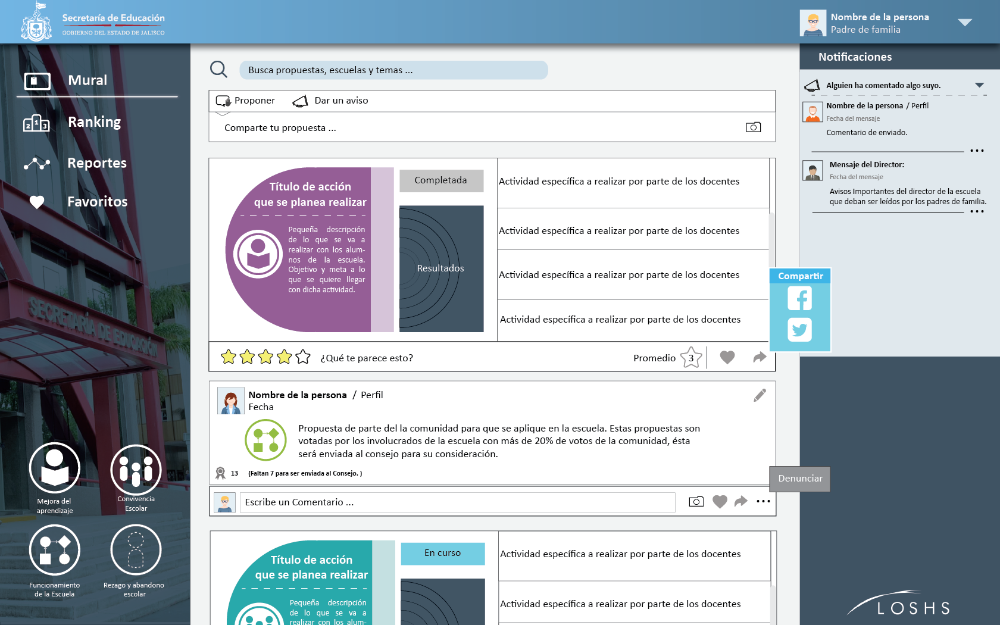 Secretaría de Educación
GOBIERNO DEL ESTADO DE JALISCO
Nombre de la persona
Padre de familia
Mural
Ranking
2 1 3
Reportes
Favoritos
SECRETARÍA DE EDUCACIÓN
Mejora del
aprendizaje
Convivencia
Escolar
Funcionamiento
de la Escuela
Rezago y abandono
escolar
Busca propuestas, escuelas y temas ...
Proponer
Dar un aviso
Comparte tu propuesta ...
Título de acción
que se planea realizar
Pequeña descripción
de lo que se va a
realizar con los alum-
nos de la escuela.
Objetivo y meta a lo
que se quiere llegar
con dicha actividad.
Completada
Resultados
Actividad específica a realizar por parte de los docentes
Actividad específica a realizar por parte de los docentes
Actividad específica a realizar por parte de los docentes
Actividad específica a realizar por parte de los docentes
¿Qué te parece esto?
Promedio 3
Compartir
Nombre de la persona / Perfil
Fecha
Propuesta de parte del la comunidad para que se aplique en la escuela. Estas propuestas son
votadas por los involucrados de la escuela con más de 20% de votos de la comunidad, ésta
será enviada al consejo para su consideración.
13 (Faltan 7 para ser enviada al Consejo. )
Denunciar
Escribe un Comentario ...
Título de acción
que se planea realizar
Pequeña descripción
de lo que se va a
realizar con los alum-
En curso
Actividad específica a realizar por parte de los docentes
Actividad específica a realizar por parte de los docentes
Notificaciones
Alguien ha comentado algo suyo.
Nombre de la persona / Perfil
Fecha del mensaje
Comentario de enviado.
Mensaje del Director:
Fecha del mensaje
Avisos Importantes del director de la escuela
que deban ser leídos por los padres de familia.
LOSHS